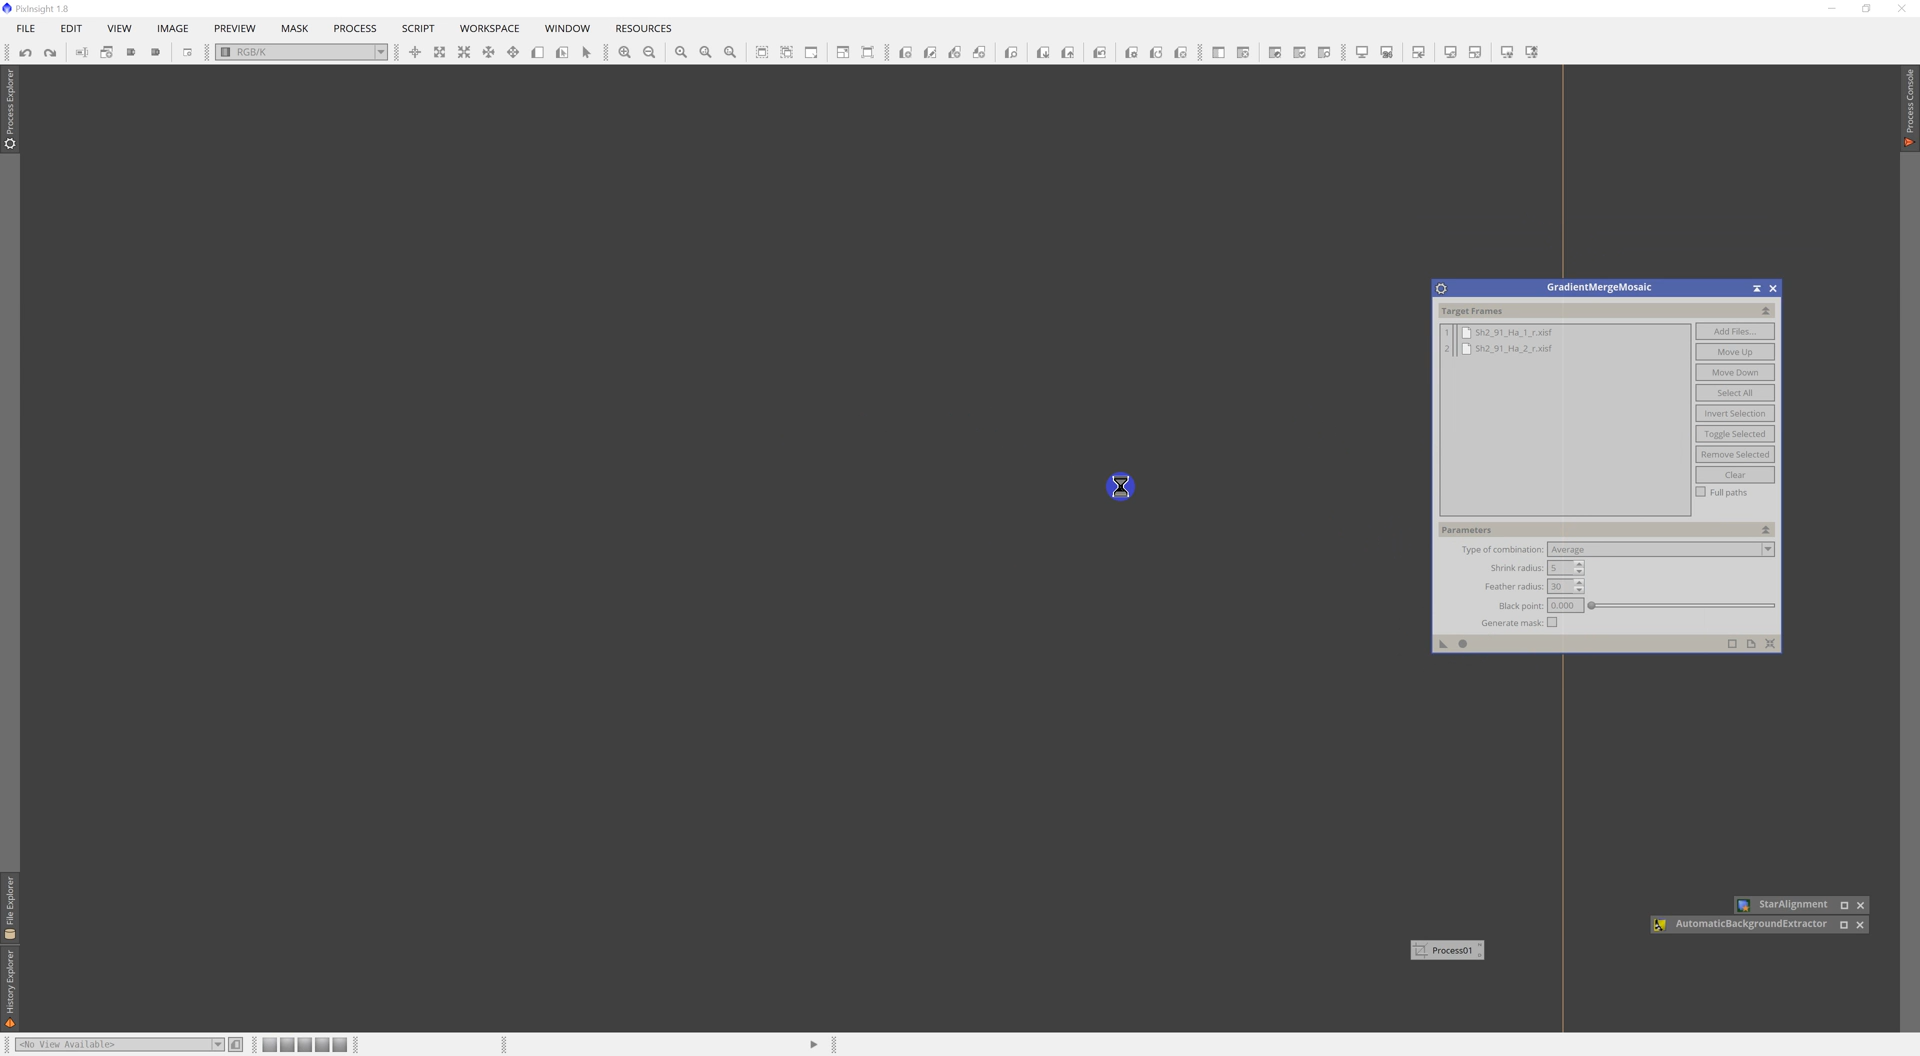 PixInsight 1.8
FILE EDIT VIEW IMAGE PREVIEW MASK PROCESS SCRIPT WORKSPACE WINDOW RESOURCES
RGB/K
Process Explorer
Process Console
GradientMergeMosaic
Target Frames
1 Sh2_91_Ha_1_r.xisf
2 Sh2_91_Ha_2_r.xisf
Add Files...
Move Up
Move Down
Select All
Invert Selection
Toggle Selected
Remove Selected
Clear
Full paths
Parameters
Type of combination: Average
Shrink radius: 5
Feather radius: 30
Black point: 0.000
Generate mask:
File Explorer
StarAlignment
AutomaticBackgroundExtractor
Process01
History Explorer
<No View Available>